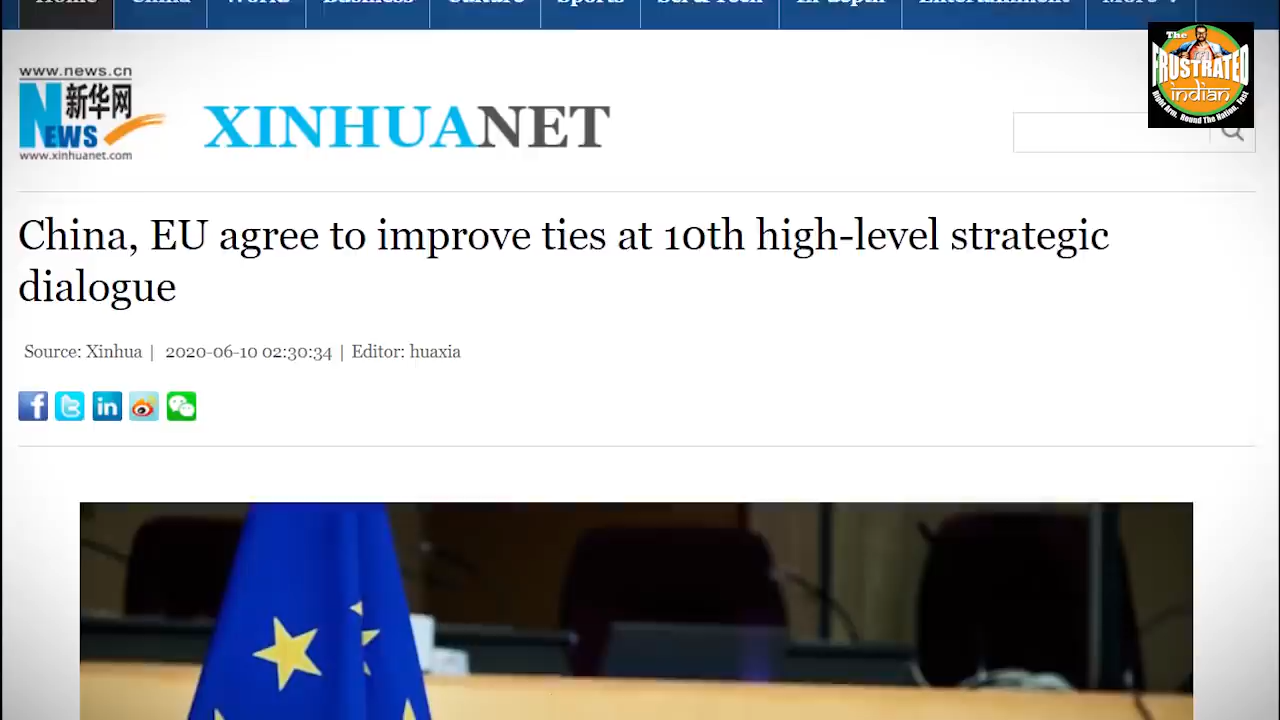 Home China World Business Culture Sports Sci & Tech In-depth Entertainment More
www.news.cn
新华网
NEWS
www.xinhuanet.com
XINHUANET
The
FRUSTRATED
indian
Right Arm, Round The Nation, Fast
China, EU agree to improve ties at 10th high-level strategic
dialogue
Source: Xinhua | 2020-06-10 02:30:34 | Editor: huaxia